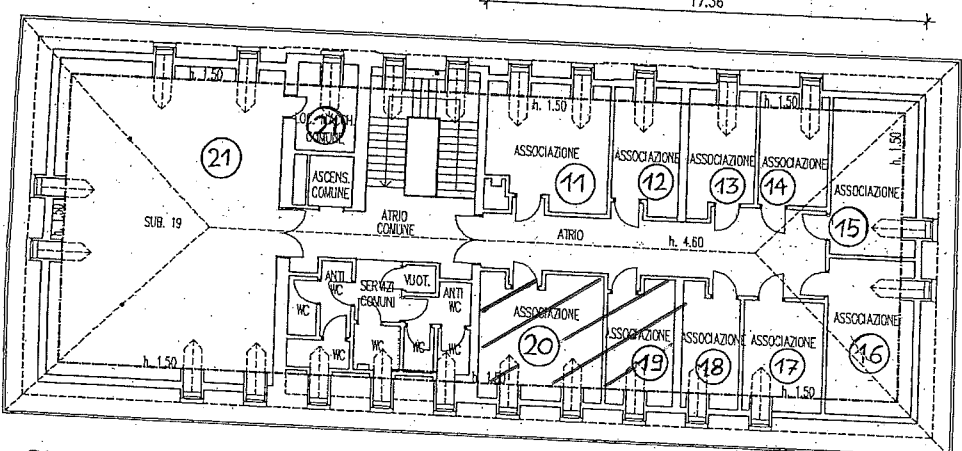 17.56
h. 1.50
h. 1.50
h. 1.50
21
21
COMUNE
ASSOCIAZIONE
11
ASSOCIAZIONE
12
ASSOCIAZIONE
13
ASSOCIAZIONE
14
h. 1.50
ASSOCIAZIONE
15
ASCENS.
COMUNE
SUB. 19
ATRIO
COMUNE
ATRIO
h. 4.60
ANTI
WC
SERVIZI
COMUNI
VUOT.
ANTI
WC
WC
WC
WC
WC
ASSOCIAZIONE
20
ASSOCIAZIONE
19
ASSOCIAZIONE
18
ASSOCIAZIONE
17
ASSOCIAZIONE
16
h. 1.50
h. 1.50